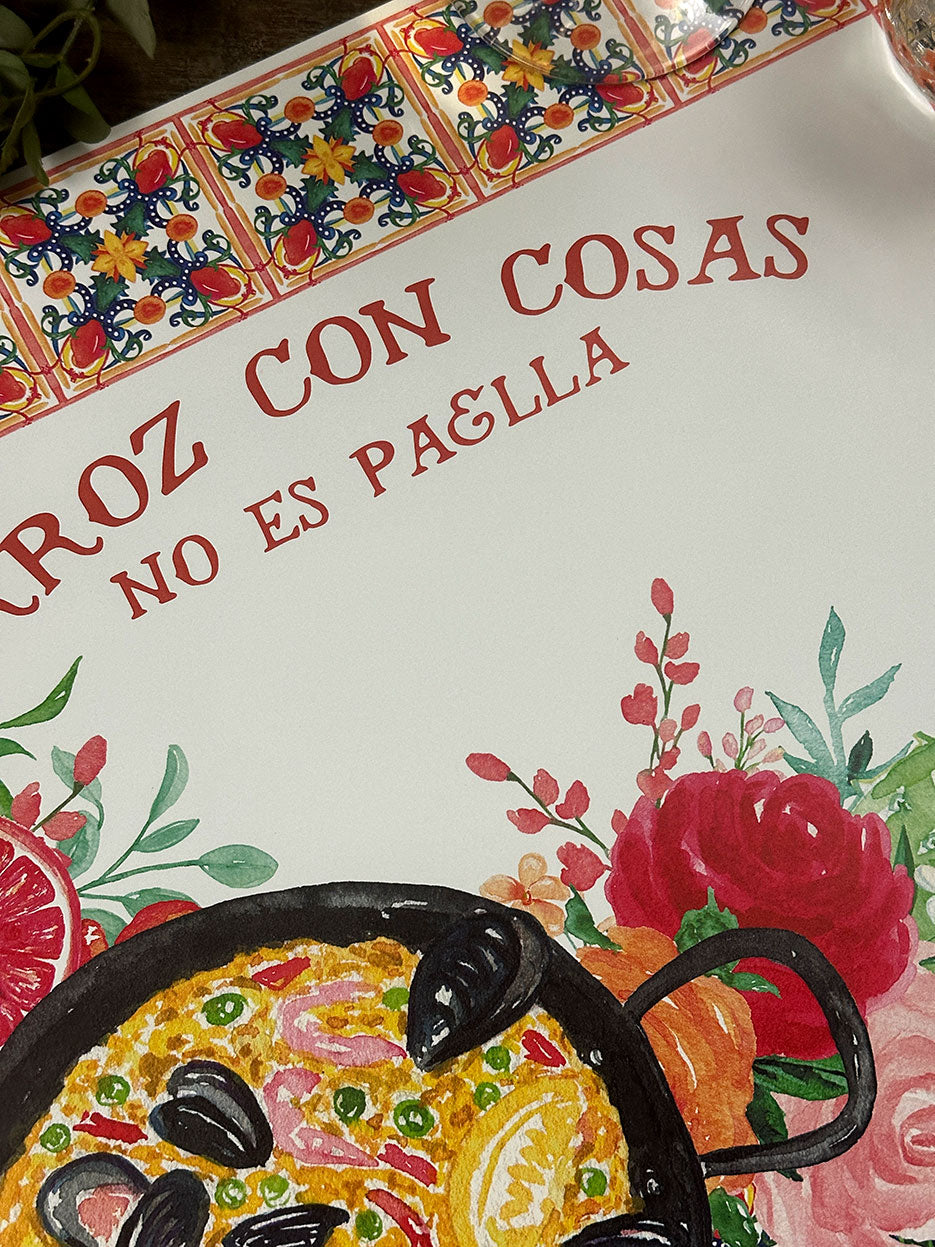 RROZ CON COSAS
NO ES PAELLA